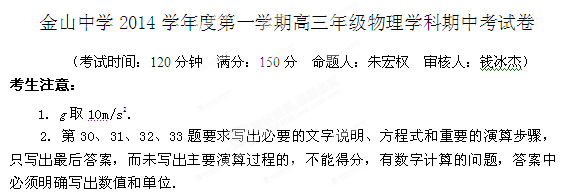 金山中学 2014 学年度第一学期高三年级物理学科期中考试卷
(考试时间：120 分钟 满分：150 分 命题人：朱宏权 审核人：钱冰杰)
考生注意：
1. g 取 10m/s².
2. 第 30、31、32、33 题要求写出必要的文字说明、方程式和重要的演算步骤，
只写出最后答案，而未写出主要演算过程的，不能得分，有数字计算的问题，答案中
必须明确写出数值和单位.